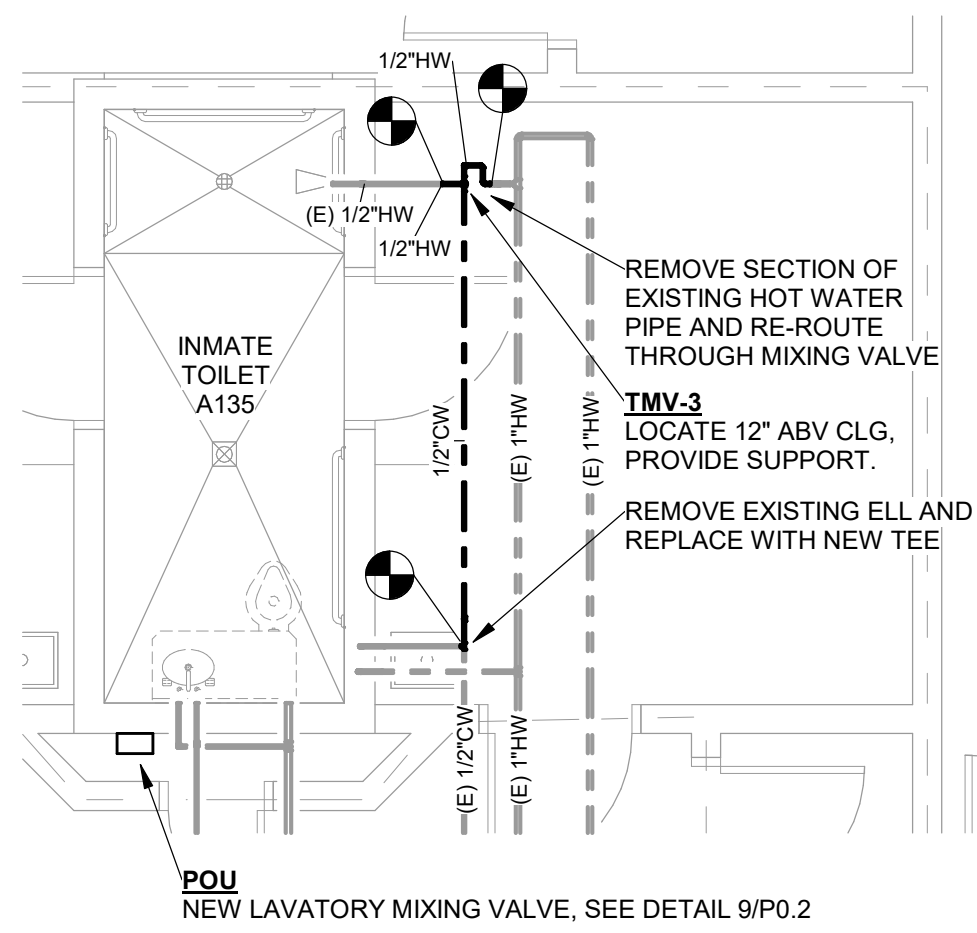 1/2"HW
(E) 1/2"HW
1/2"HW
REMOVE SECTION OF
EXISTING HOT WATER
PIPE AND RE-ROUTE
THROUGH MIXING VALVE
INMATE
TOILET
A135
TMV-3
LOCATE 12" ABV CLG,
PROVIDE SUPPORT.
1/2"CW
(E) 1"HW
(E) 1"HW
REMOVE EXISTING ELL AND
REPLACE WITH NEW TEE
(E) 1/2"CW
(E) 1"HW
POU
NEW LAVATORY MIXING VALVE, SEE DETAIL 9/P0.2